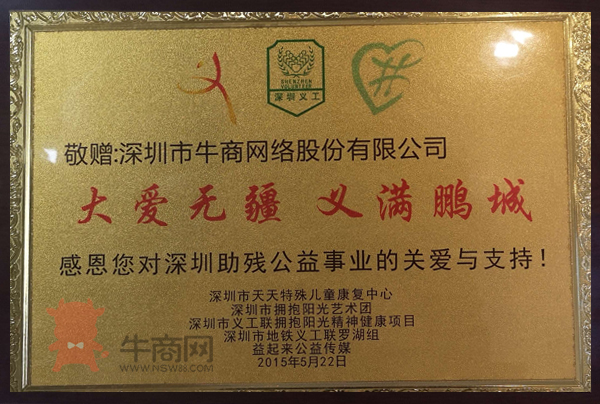 SHENZHEN
VOLUNTEER
深圳义工
敬赠:深圳市牛商网络股份有限公司
大爱无疆 义满鹏城
感恩您对深圳助残公益事业的关爱与支持！
深圳市天天特殊儿童康复中心
深圳市拥抱阳光艺术团
深圳市义工联拥抱阳光精神健康项目
深圳市地铁义工联罗湖组
益起来公益传媒
2015年5月22日
牛商网
WWW.NSW88.COM